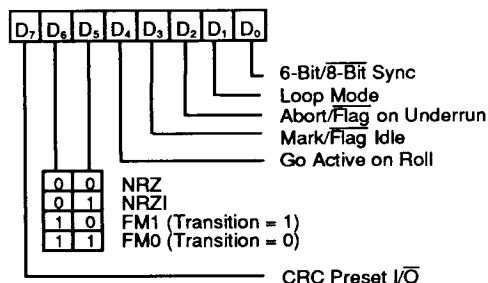 D7 D6 D5 D4 D3 D2 D1 D0
6-Bit/8-Bit Sync
Loop Mode
Abort/Flag on Underrun
Mark/Flag Idle
Go Active on Roll
0 0 NRZ
0 1 NRZI
1 0 FM1 (Transition = 1)
1 1 FM0 (Transition = 0)
CRC Preset I/O